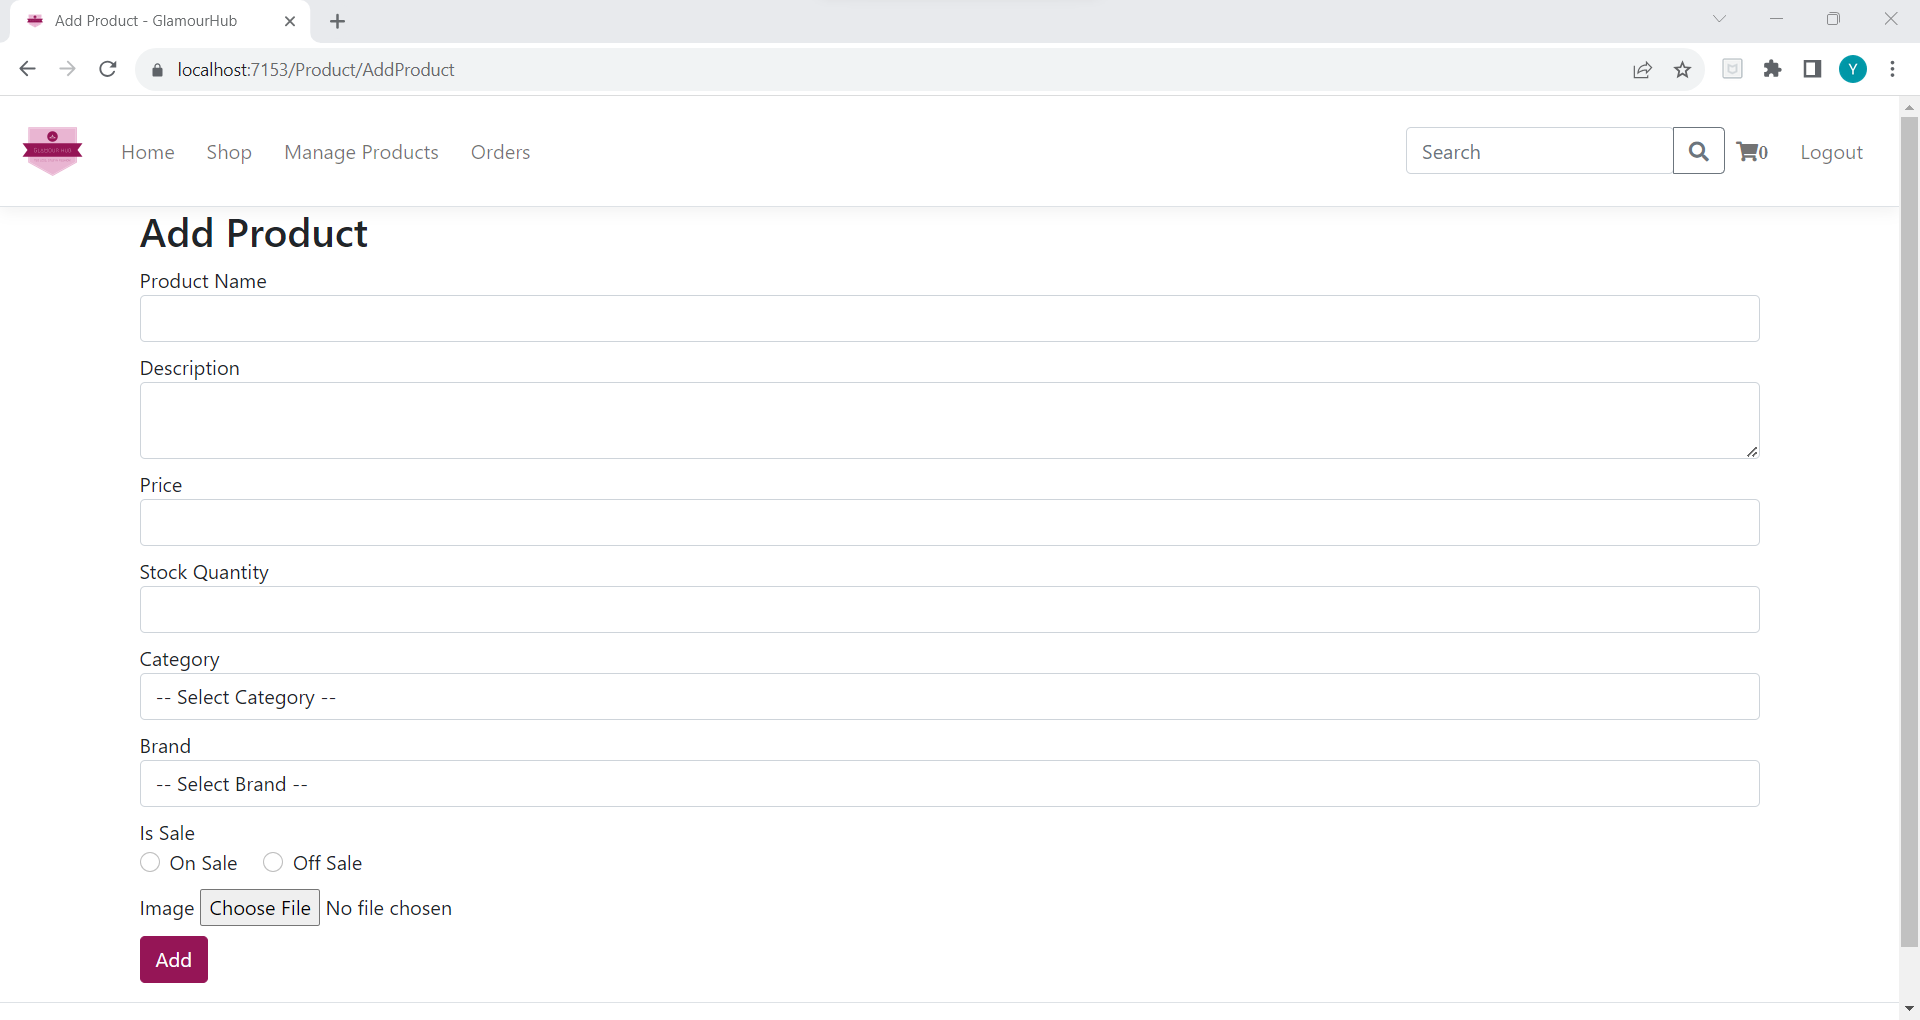 Add Product - GlamourHub
localhost:7153/Product/AddProduct
Y
GLAMOUR HUB
Home Shop Manage Products Orders Search 0 Logout
Add Product
Product Name
Description
Price
Stock Quantity
Category
-- Select Category --
Brand
-- Select Brand --
Is Sale
On Sale Off Sale
Image Choose File No file chosen
Add